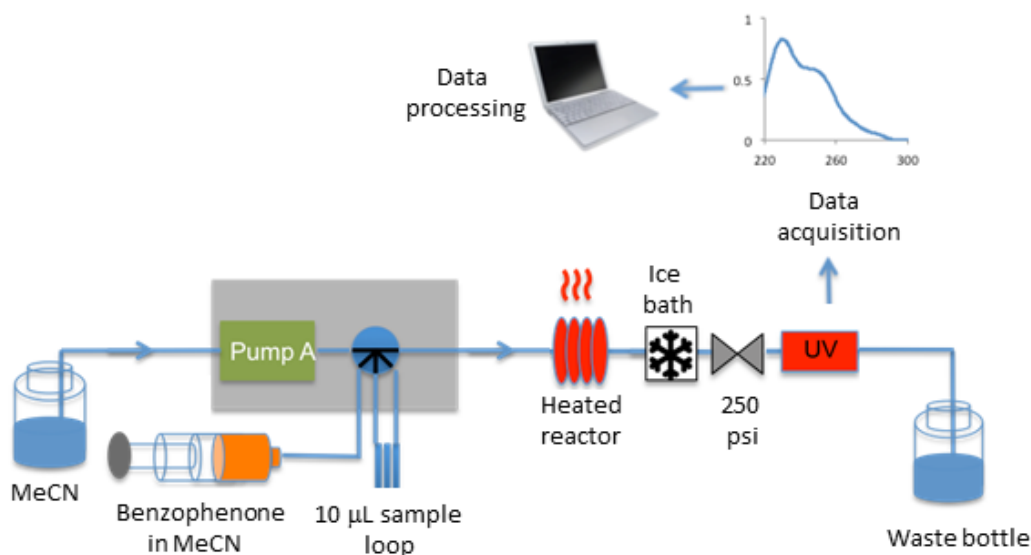 Data
processing
1
0.5
0
220
260
300
Data
acquisition
Ice
bath
Pump A
UV
Heated
reactor
250
psi
MeCN
Benzophenone
in MeCN
10 μL sample
loop
Waste bottle